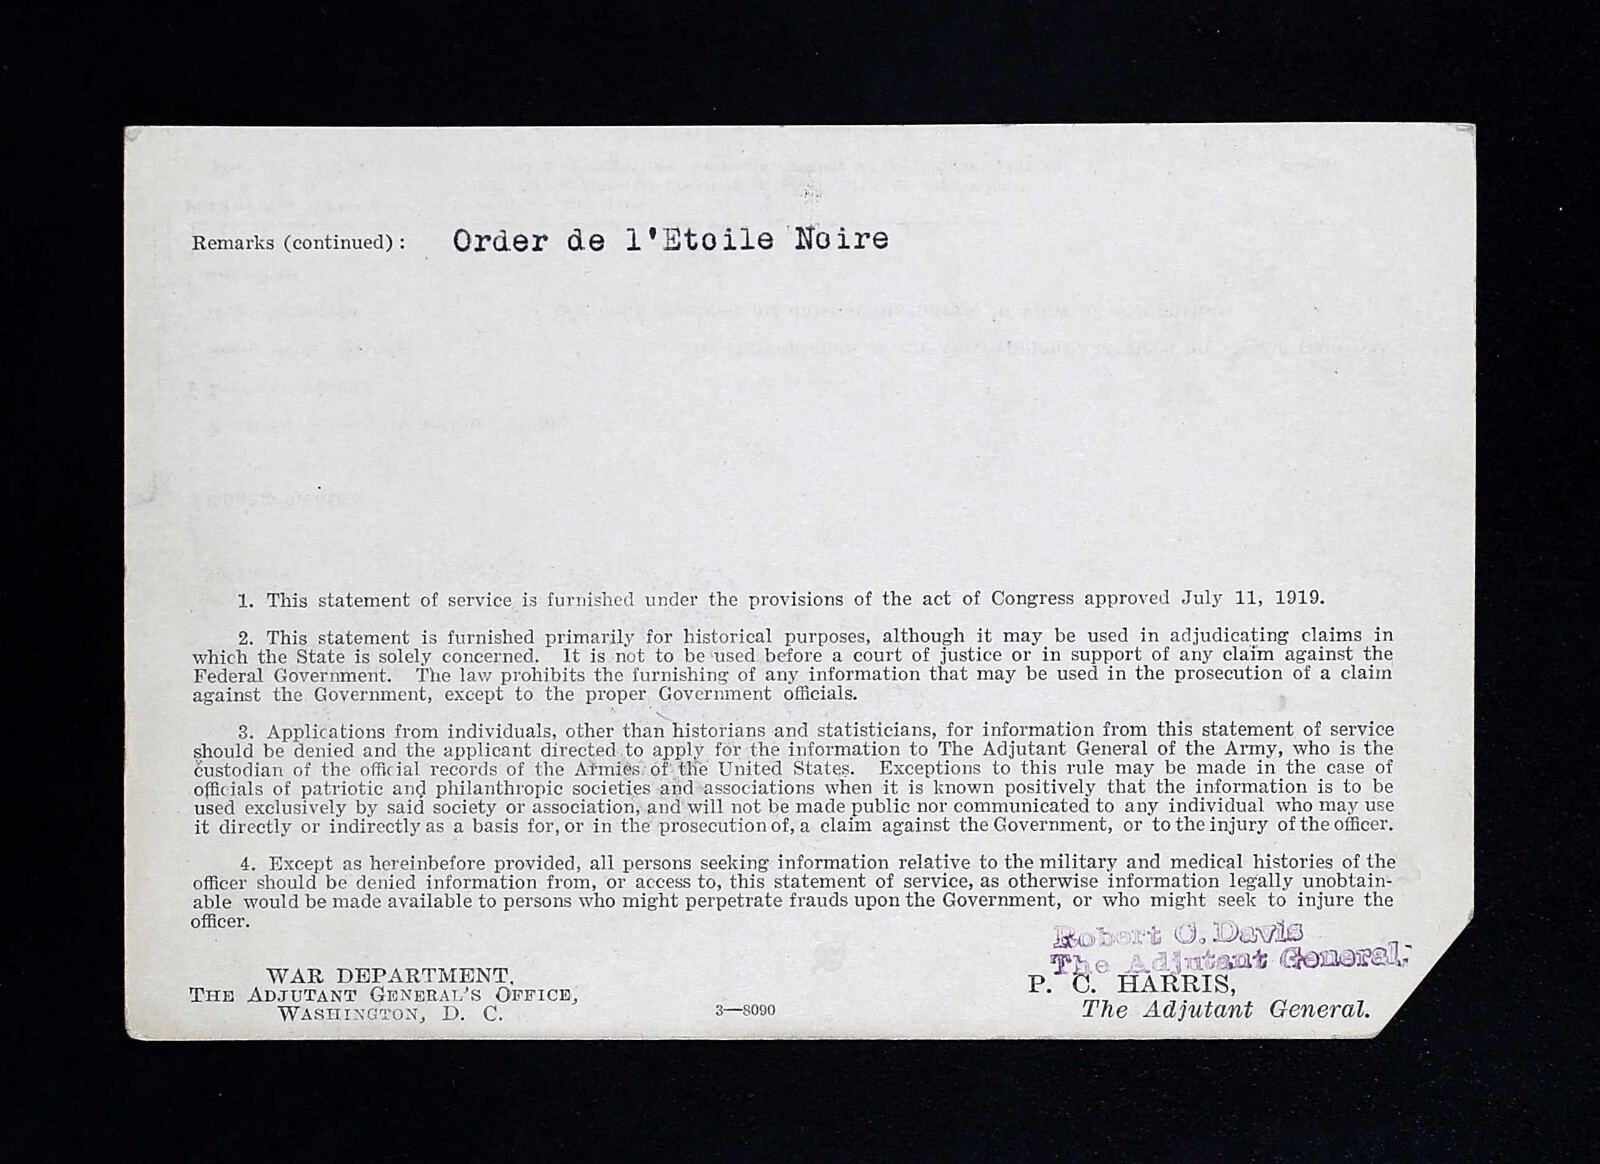 Remarks (continued): Order de l'Etoile Noire
1. This statement of service is furnished under the provisions of the act of Congress approved July 11, 1919.
2. This statement is furnished primarily for historical purposes, although it may be used in adjudicating claims in
which the State is solely concerned. It is not to be used before a court of justice or in support of any claim against the
Federal Government. The law prohibits the furnishing of any information that may be used in the prosecution of a claim
against the Government, except to the proper Government officials.
3. Applications from individuals, other than historians and statisticians, for information from this statement of service
should be denied and the applicant directed to apply for the information to The Adjutant General of the Army, who is the
custodian of the official records of the Armies of the United States. Exceptions to this rule may be made in the case of
officials of patriotic and philanthropic societies and associations when it is known positively that the information is to be
used exclusively by said society or association, and will not be made public nor communicated to any individual who may use
it directly or indirectly as a basis for, or in the prosecution of, a claim against the Government, or to the injury of the officer.
4. Except as hereinbefore provided, all persons seeking information relative to the military and medical histories of the
officer should be denied information from, or access to, this statement of service, as otherwise information legally unobtain-
able would be made available to persons who might perpetrate frauds upon the Government, or who might seek to injure the
officer.
Robert C. Davis
The Adjutant General.
WAR DEPARTMENT,
THE ADJUTANT GENERAL'S OFFICE,
WASHINGTON, D. C.
3—8090
P. C. HARRIS,
The Adjutant General.